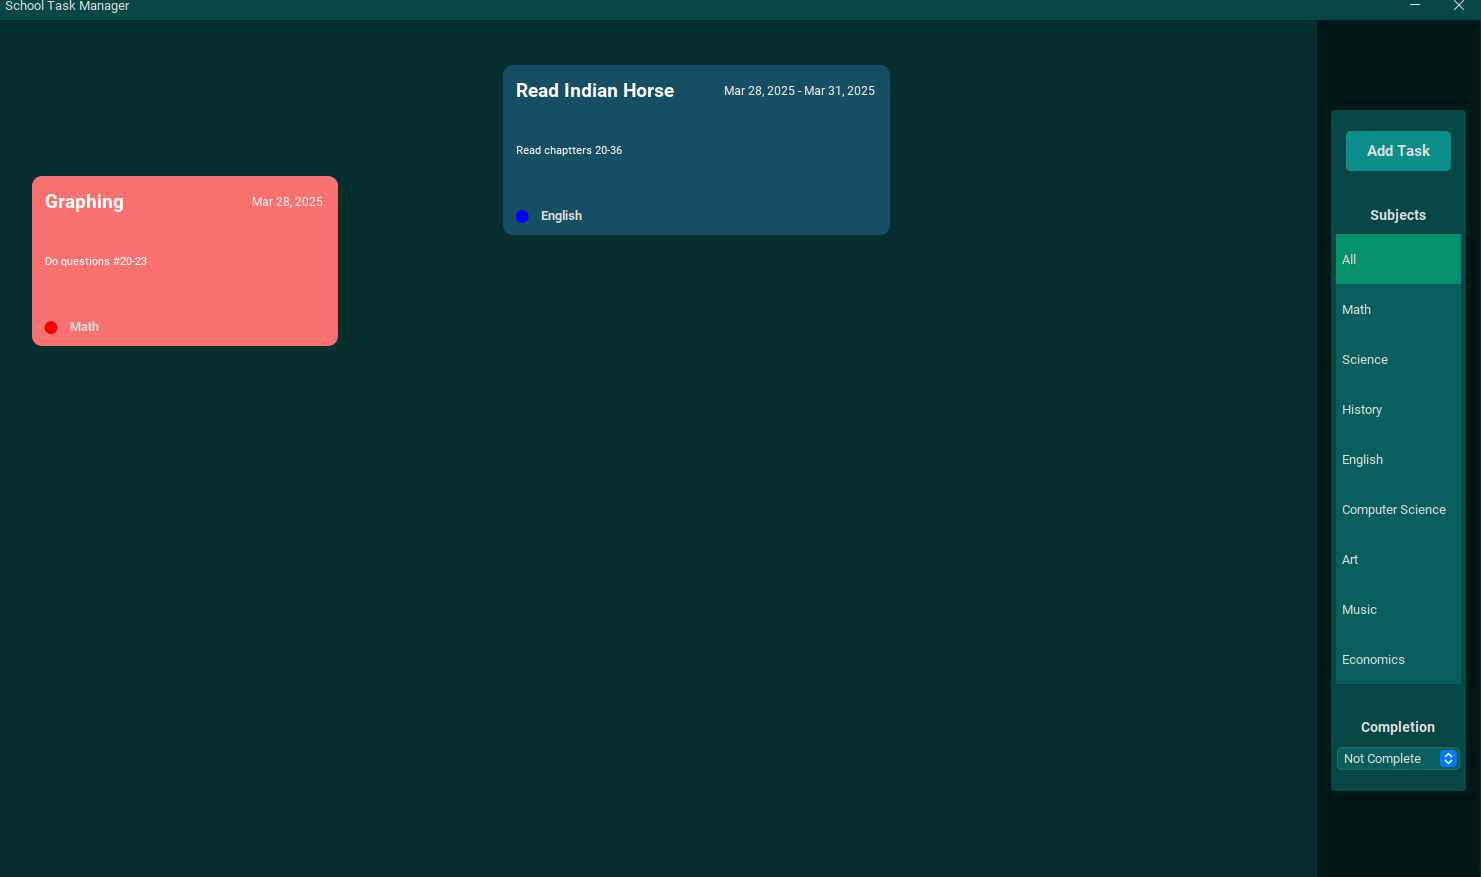 School Task Manager
Read Indian Horse
Mar 28, 2025 - Mar 31, 2025
Read chaptters 20-36
English
Graphing
Mar 28, 2025
Do questions #20-23
Math
Add Task
Subjects
All
Math
Science
History
English
Computer Science
Art
Music
Economics
Completion
Not Complete